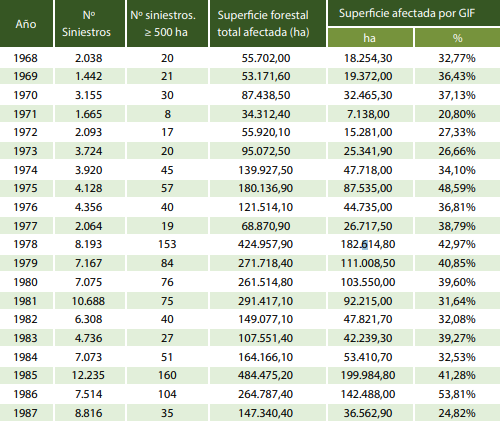 Año Nº Siniestros Nº siniestros. ≥ 500 ha Superficie forestal total afectada (ha) Superficie afectada por GIF
ha %
1968 2.038 20 55.702,00 18.254,30 32,77%
1969 1.442 21 53.171,60 19.372,00 36,43%
1970 3.155 30 87.438,50 32.465,30 37,13%
1971 1.665 8 34.312,40 7.138,00 20,80%
1972 2.093 17 55.920,10 15.281,00 27,33%
1973 3.724 20 95.072,50 25.341,90 26,66%
1974 3.920 45 139.927,50 47.718,00 34,10%
1975 4.128 57 180.136,90 87.535,00 48,59%
1976 4.356 40 121.514,10 44.735,00 36,81%
1977 2.064 19 68.870,90 26.717,50 38,79%
1978 8.193 153 424.957,90 182.614,80 42,97%
1979 7.167 84 271.718,40 111.008,50 40,85%
1980 7.075 76 261.514,80 103.550,00 39,60%
1981 10.688 75 291.417,10 92.215,00 31,64%
1982 6.308 40 149.077,10 47.821,70 32,08%
1983 4.736 27 107.551,40 42.239,30 39,27%
1984 7.073 51 164.166,10 53.410,70 32,53%
1985 12.235 160 484.475,20 199.984,80 41,28%
1986 7.514 104 264.787,40 142.488,00 53,81%
1987 8.816 35 147.340,40 36.562,90 24,82%